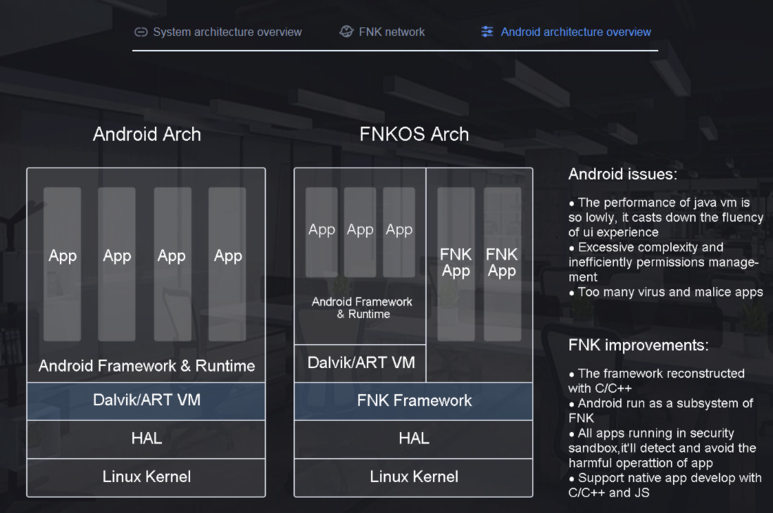 System architecture overview
FNK network
Android architecture overview
Android Arch
App
App
App
App
Android Framework & Runtime
Dalvik/ART VM
HAL
Linux Kernel
FNKOS Arch
App
App
App
Android Framework
& Runtime
Dalvik/ART VM
FNK
App
FNK
App
FNK Framework
HAL
Linux Kernel
Android issues:
• The performance of java vm is
so lowly, it casts down the fluency
of ui experience
• Excessive complexity and
inefficiently permissions manage-
ment
• Too many virus and malice apps
FNK improvements:
• The framework reconstructed
with C/C++
• Android run as a subsystem of
FNK
• All apps running in security
sandbox,it'll detect and avoid the
harmful operattion of app
• Support native app develop with
C/C++ and JS